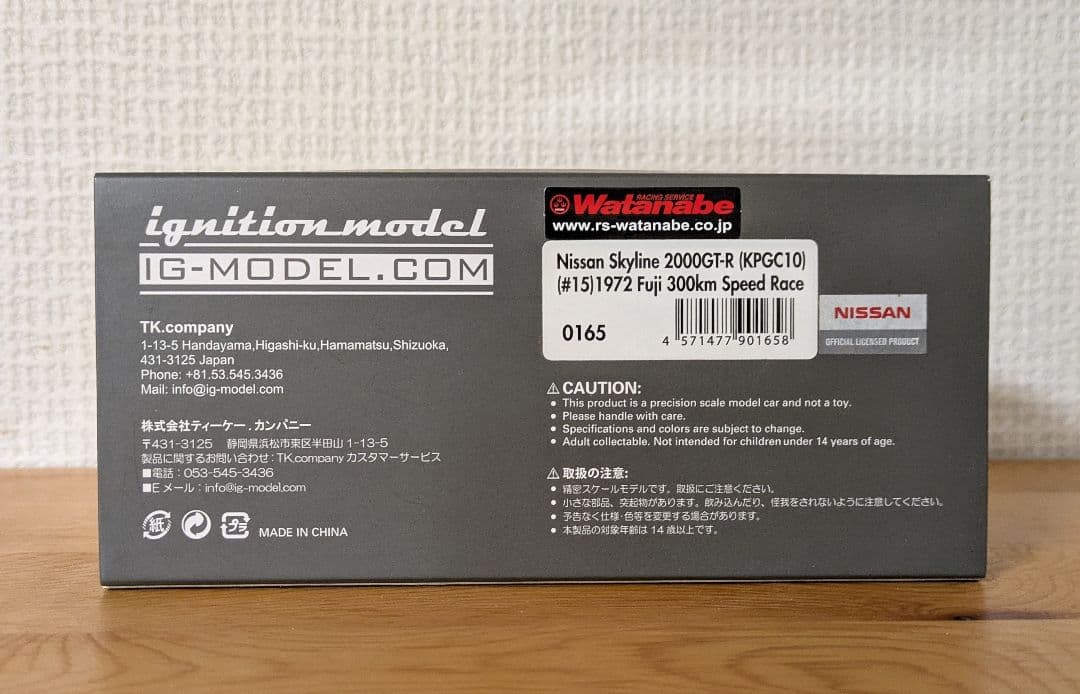 ignition model
IG-MODEL.COM
TK.company
1-13-5 Handayama,Higashi-ku,Hamamatsu,Shizuoka,
431-3125 Japan
Phone: +81.53.545.3436
Mail: info@ig-model.com
株式会社ティーケー.カンパニー
〒431-3125 静岡県浜松市東区半田山1-13-5
製品に関するお問い合わせ：TK.companyカスタマーサービス
■電話：053-545-3436
■Eメール：info@ig-model.com
紙 プラ MADE IN CHINA
RACING SERVICE
Watanabe
www.rs-watanabe.co.jp
Nissan Skyline 2000GT-R (KPGC10)
(#15)1972 Fuji 300km Speed Race
0165
4 571477 901658
NISSAN
OFFICIAL LICENSED PRODUCT
⚠CAUTION:
● This product is a precision scale model car and not a toy.
● Please handle with care.
● Specifications and colors are subject to change.
● Adult collectable. Not intended for children under 14 years of age.
⚠取扱の注意:
● 精密スケールモデルです。取扱にご注意ください。
● 小さな部品、突起物があります。飲み込んだり、怪我をされないように注意してください。
● 予告なく仕様・色等を変更する場合があります。
● 本製品の対象年齢は14歳以上です。